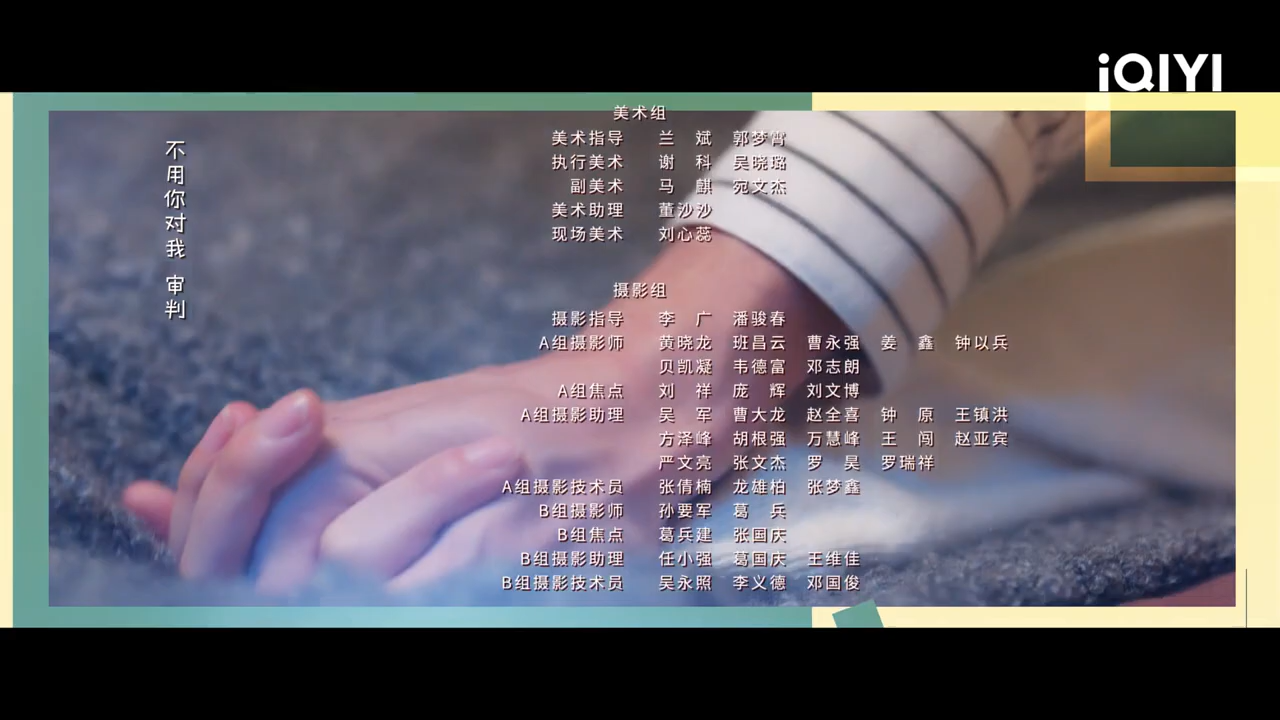 iQIYI
不用你对我 审判
美术组
美术指导 兰 斌 郭梦霄
执行美术 谢 科 吴晓璐
副美术 马 麒 宛文杰
美术助理 董沙沙
现场美术 刘心蕊
摄影组
摄影指导 李 广 潘骏春
A组摄影师 黄晓龙 班昌云 曹永强 姜 鑫 钟以兵
贝凯凝 韦德富 邓志朗
A组焦点 刘 祥 庞 辉 刘文博
A组摄影助理 吴 军 曹大龙 赵全喜 钟 原 王镇洪
方泽峰 胡根强 万慧峰 王 闯 赵亚宾
严文亮 张文杰 罗 昊 罗瑞祥
A组摄影技术员 张倩楠 龙雄柏 张梦鑫
B组摄影师 孙要军 葛 兵
B组焦点 葛兵建 张国庆
B组摄影助理 任小强 葛国庆 王维佳
B组摄影技术员 吴永照 李义德 邓国俊